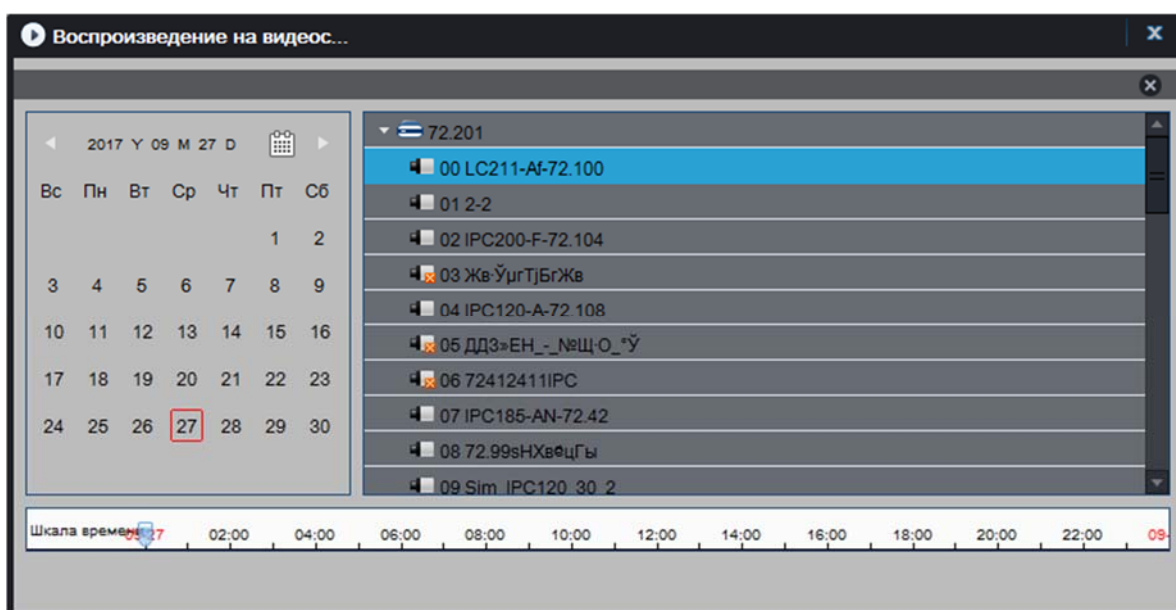 Воспроизведение на видеос...
2017 Y 09 M 27 D
Вс Пн Вт Ср Чт Пт Сб
1 2
3 4 5 6 7 8 9
10 11 12 13 14 15 16
17 18 19 20 21 22 23
24 25 26 27 28 29 30
72.201
00 LC211-Af-72.100
01 2-2
02 IPC200-F-72.104
03 Жв·ЎµгТјБгЖв
04 IPC120-A-72.108
05 ДДЗ»ЕН_-_№Щ·О_°Ў
06 72412411IPC
07 IPC185-AN-72.42
08
09 Sim_IPC120_30_2
Шкала времени 02:00 04:00 06:00 08:00 10:00 12:00 14:00 16:00 18:00 20:00 22:00 09-